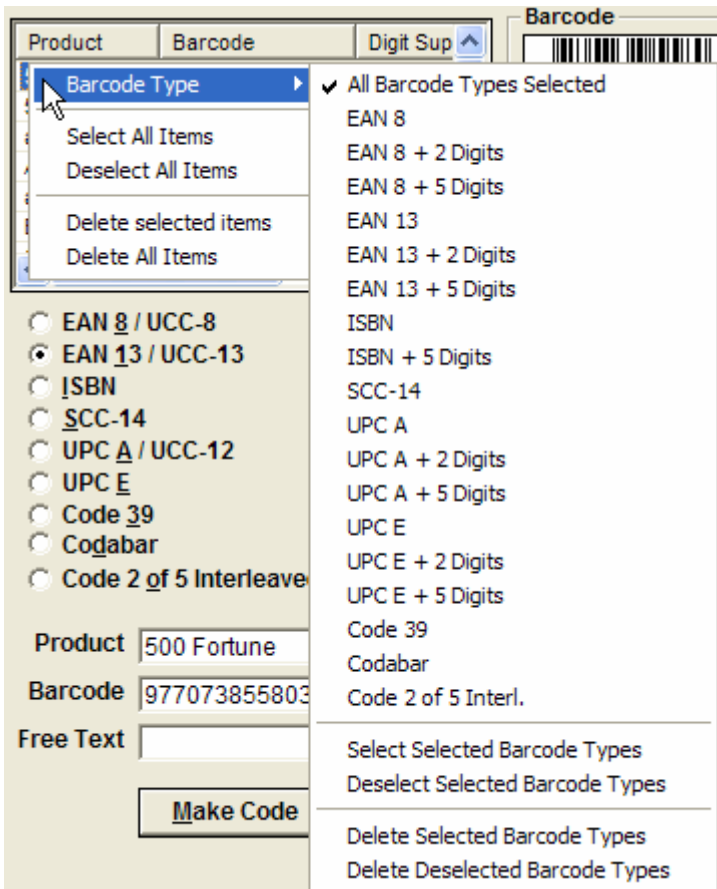 Product Barcode Digit Sup
Barcode
Barcode Type
Select All Items
Deselect All Items
Delete selected items
Delete All Items
All Barcode Types Selected
EAN 8
EAN 8 + 2 Digits
EAN 8 + 5 Digits
EAN 13
EAN 13 + 2 Digits
EAN 13 + 5 Digits
ISBN
ISBN + 5 Digits
SCC-14
UPC A
UPC A + 2 Digits
UPC A + 5 Digits
UPC E
UPC E + 2 Digits
UPC E + 5 Digits
Code 39
Codabar
Code 2 of 5 Interl.
Select Selected Barcode Types
Deselect Selected Barcode Types
Delete Selected Barcode Types
Delete Deselected Barcode Types
EAN 8 / UCC-8
EAN 13 / UCC-13
ISBN
SCC-14
UPC A / UCC-12
UPC E
Code 39
Codabar
Code 2 of 5 Interleave
Product 500 Fortune
Barcode 977073855803
Free Text
Make Code